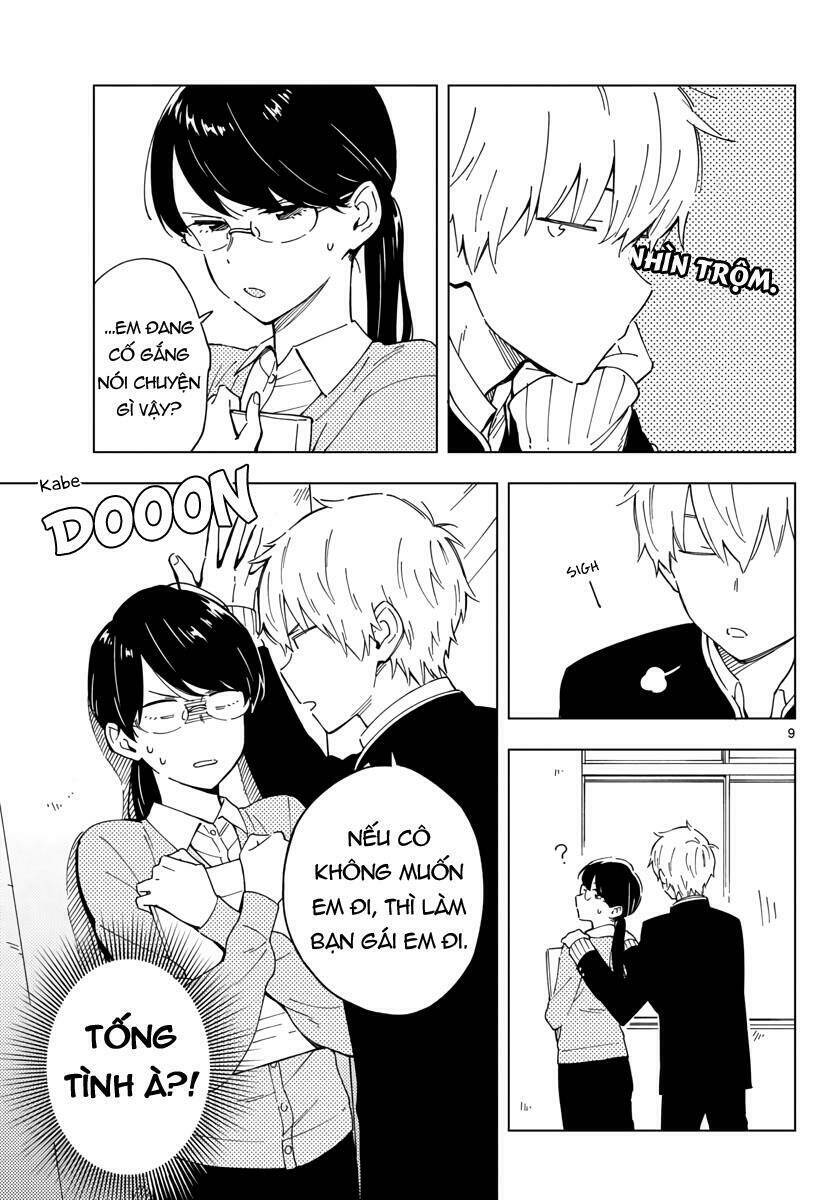 NHÌN TRỘM.
...EM ĐANG
CỐ GẮNG
NÓI CHUYỆN
GÌ VẬY?
SIGH
9
?
Kabe
DOOON
NẾU CÔ
KHÔNG MUỐN
EM ĐI, THÌ LÀM
BẠN GÁI EM ĐI.
TỐNG
TÌNH À?!